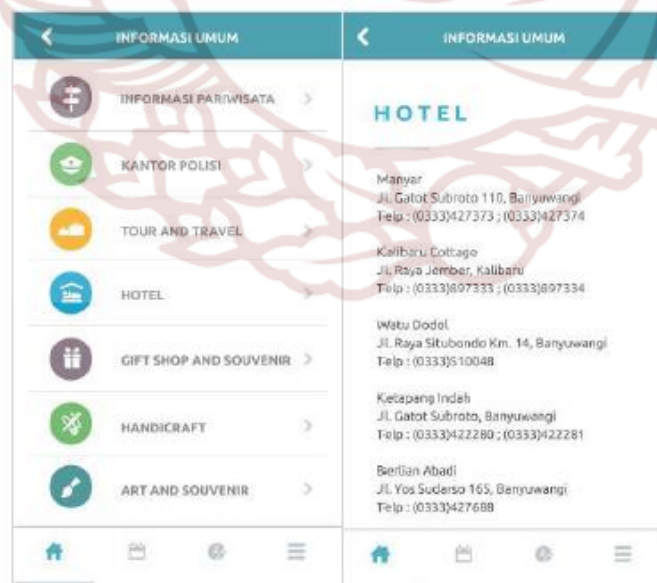 INFORMASI UMUM
INFORMASI PARIWISATA
KANTOR POLISI
TOUR AND TRAVEL
HOTEL
GIFT SHOP AND SOUVENIR
HANDICRAFT
ART AND SOUVENIR
INFORMASI UMUM
HOTEL
Manyar
Jl. Gatot Subroto 110, Banyuwangi
Telp : (0333)427373 ; (0333)427374
Kalibaru Cottage
Jl. Raya Jember, Kalibaru
Telp : (0333)897333 ; (0333)897334
Watu Dodol
Jl. Raya Situbondo Km. 14, Banyuwangi
Telp : (0333)510048
Ketapang Indah
Jl. Gatot Subroto, Banyuwangi
Telp : (0333)422280 ; (0333)422281
Berlian Abadi
Jl. Yos Sudarso 165, Banyuwangi
Telp : (0333)427688